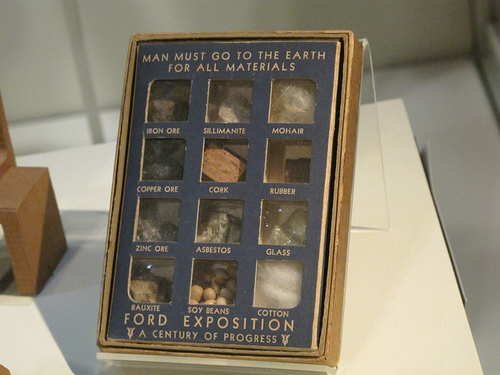 MAN MUST GO TO THE EARTH
FOR ALL MATERIALS
IRON ORE SILLIMANITE MOHAIR
COPPER ORE CORK RUBBER
ZINC ORE ASBESTOS GLASS
BAUXITE SOY BEANS COTTON
FORD EXPOSITION
A CENTURY OF PROGRESS